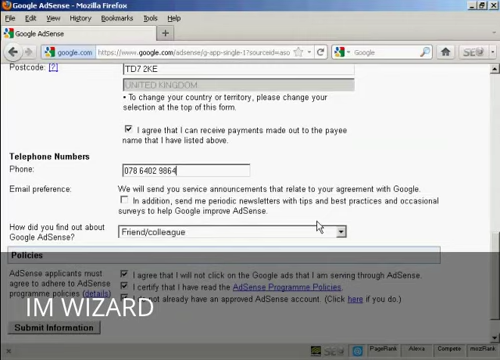 Google AdSense - Mozilla Firefox
File Edit View History Bookmarks Tools Help
Google AdSense
google.com https://www.google.com/adsense/g-app-single-1?sourceid=aso Google
Postcode: [?] TD7 2KE
UNITED KINGDOM
• To change your country or territory, please change your
selection at the top of this form.
I agree that I can receive payments made out to the payee
name that I have listed above.
Telephone Numbers
Phone: 078 6402 9864
Email preference: We will send you service announcements that relate to your agreement with Google.
In addition, send me periodic newsletters with tips and best practices and occasional
surveys to help Google improve AdSense.
How did you find out about
Google AdSense? Friend/colleague
Policies
AdSense applicants must
agree to adhere to AdSense
programme policies (details)
I agree that I will not click on the Google ads that I am serving through AdSense.
I certify that I have read the AdSense Programme Policies.
I do not already have an approved AdSense account. (Click here if you do.)
IM WIZARD
Submit Information
PageRank Alexa Compete mozRank